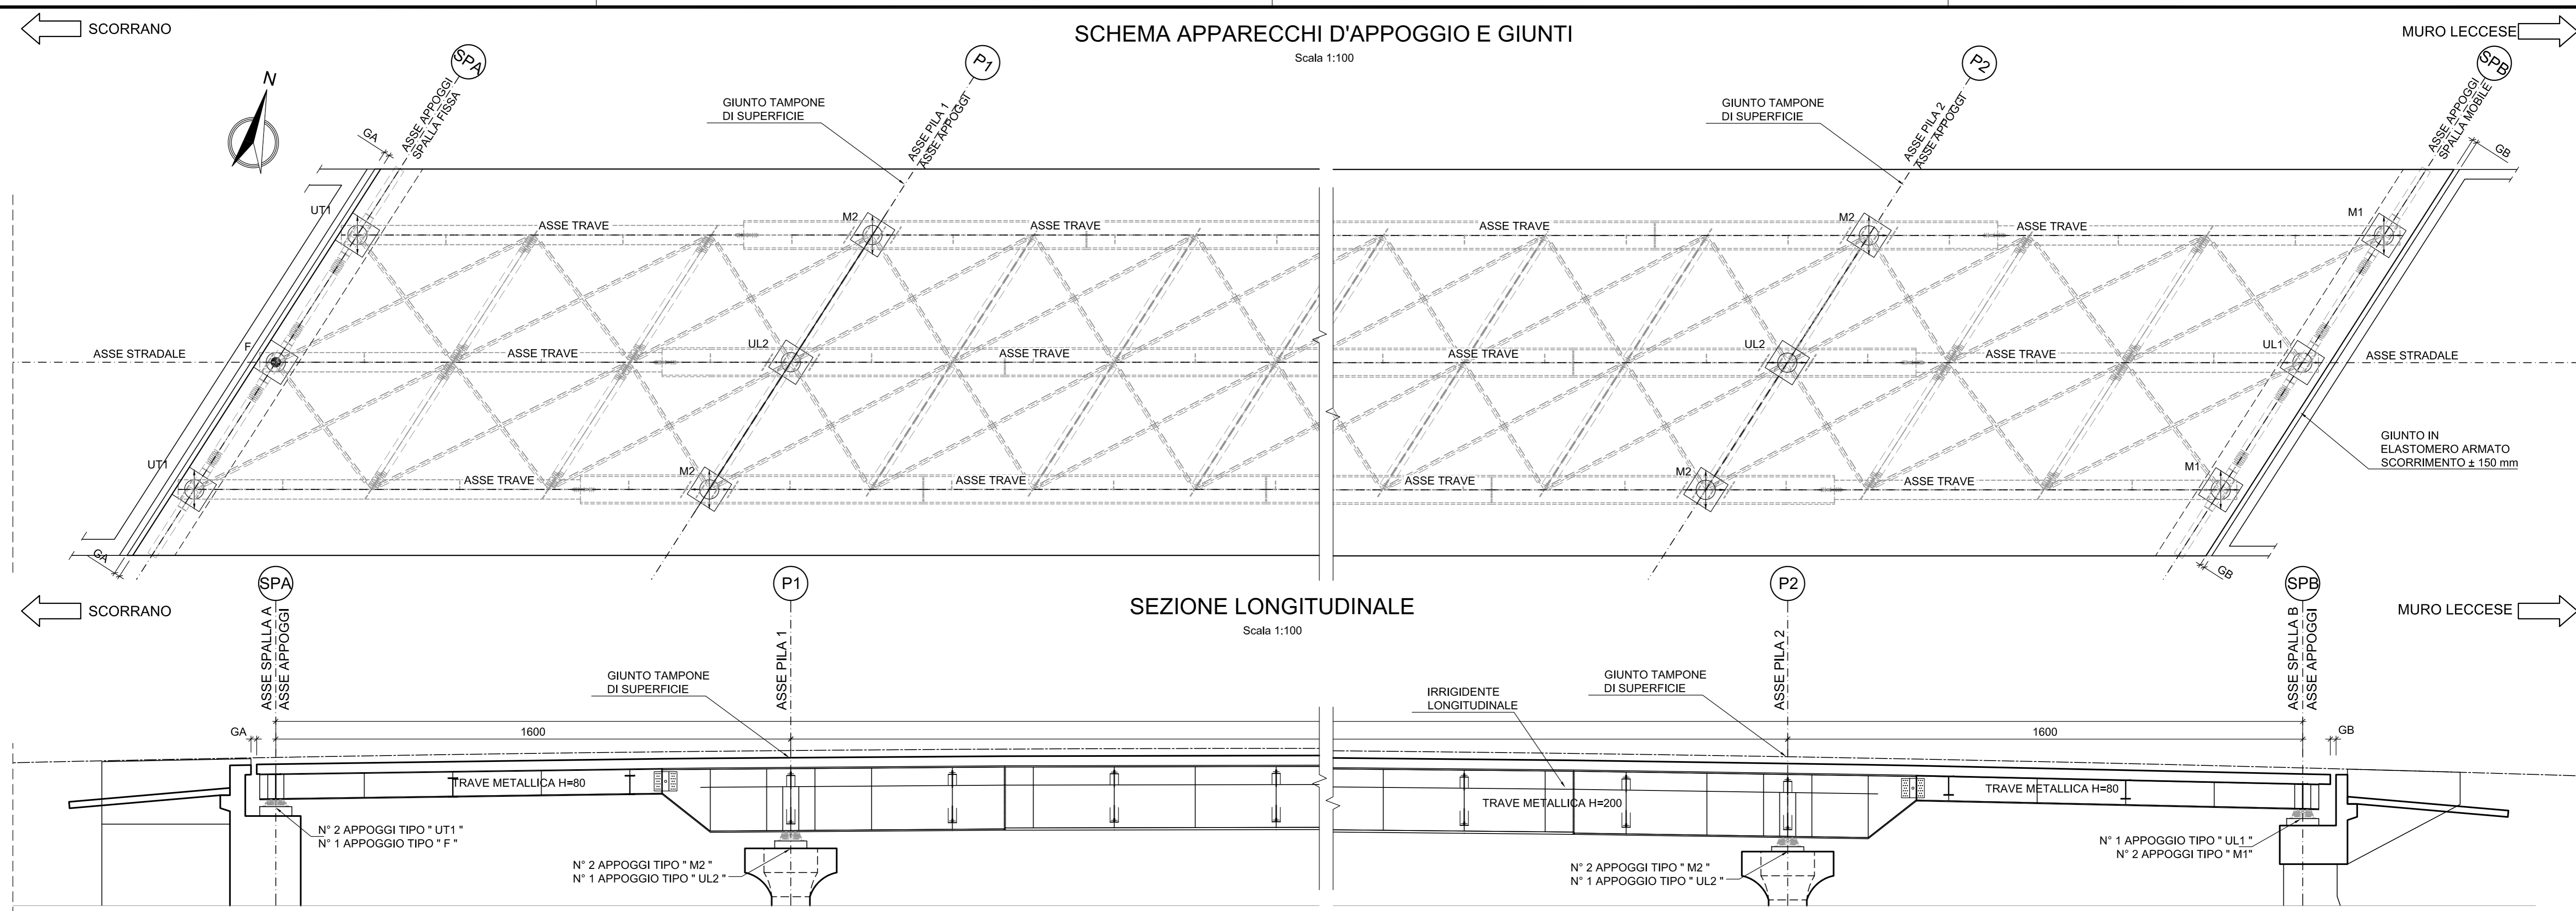 SCORRANO
SCHEMA APPARECCHI D'APPOGGIO E GIUNTI
Scala 1:100
MURO LECCESE
N
SPA
P1
P2
SPB
ASSE APPOGGI
SPALLA FISSA
GIUNTO TAMPONE
DI SUPERFICIE
ASSE PILA 1
ASSE APPOGGI
GIUNTO TAMPONE
DI SUPERFICIE
ASSE PILA 2
ASSE APPOGGI
ASSE APPOGGI
SPALLA MOBILE
GA
GB
UT1
ASSE TRAVE
M2
ASSE TRAVE
ASSE TRAVE
M2
ASSE TRAVE
M1
ASSE STRADALE
F
ASSE TRAVE
UL2
ASSE TRAVE
ASSE TRAVE
UL2
ASSE TRAVE
UL1
ASSE STRADALE
UT1
ASSE TRAVE
M2
ASSE TRAVE
ASSE TRAVE
M2
ASSE TRAVE
M1
GIUNTO IN
ELASTOMERO ARMATO
SCORRIMENTO ± 150 mm
GA
GB
SPA
P1
P2
SPB
SCORRANO
SEZIONE LONGITUDINALE
Scala 1:100
MURO LECCESE
ASSE SPALLA A
ASSE APPOGGI
ASSE PILA 1
ASSE PILA 2
ASSE SPALLA B
ASSE APPOGGI
GIUNTO TAMPONE
DI SUPERFICIE
IRRIGIDENTE
LONGITUDINALE
GIUNTO TAMPONE
DI SUPERFICIE
GA
1600
1600
GB
TRAVE METALLICA H=80
TRAVE METALLICA H=200
TRAVE METALLICA H=80
N° 2 APPOGGI TIPO " UT1 "
N° 1 APPOGGIO TIPO " F "
N° 2 APPOGGI TIPO " M2 "
N° 1 APPOGGIO TIPO " UL2 "
N° 2 APPOGGI TIPO " M2 "
N° 1 APPOGGIO TIPO " UL2 "
N° 1 APPOGGIO TIPO " UL1 "
N° 2 APPOGGI TIPO " M1"